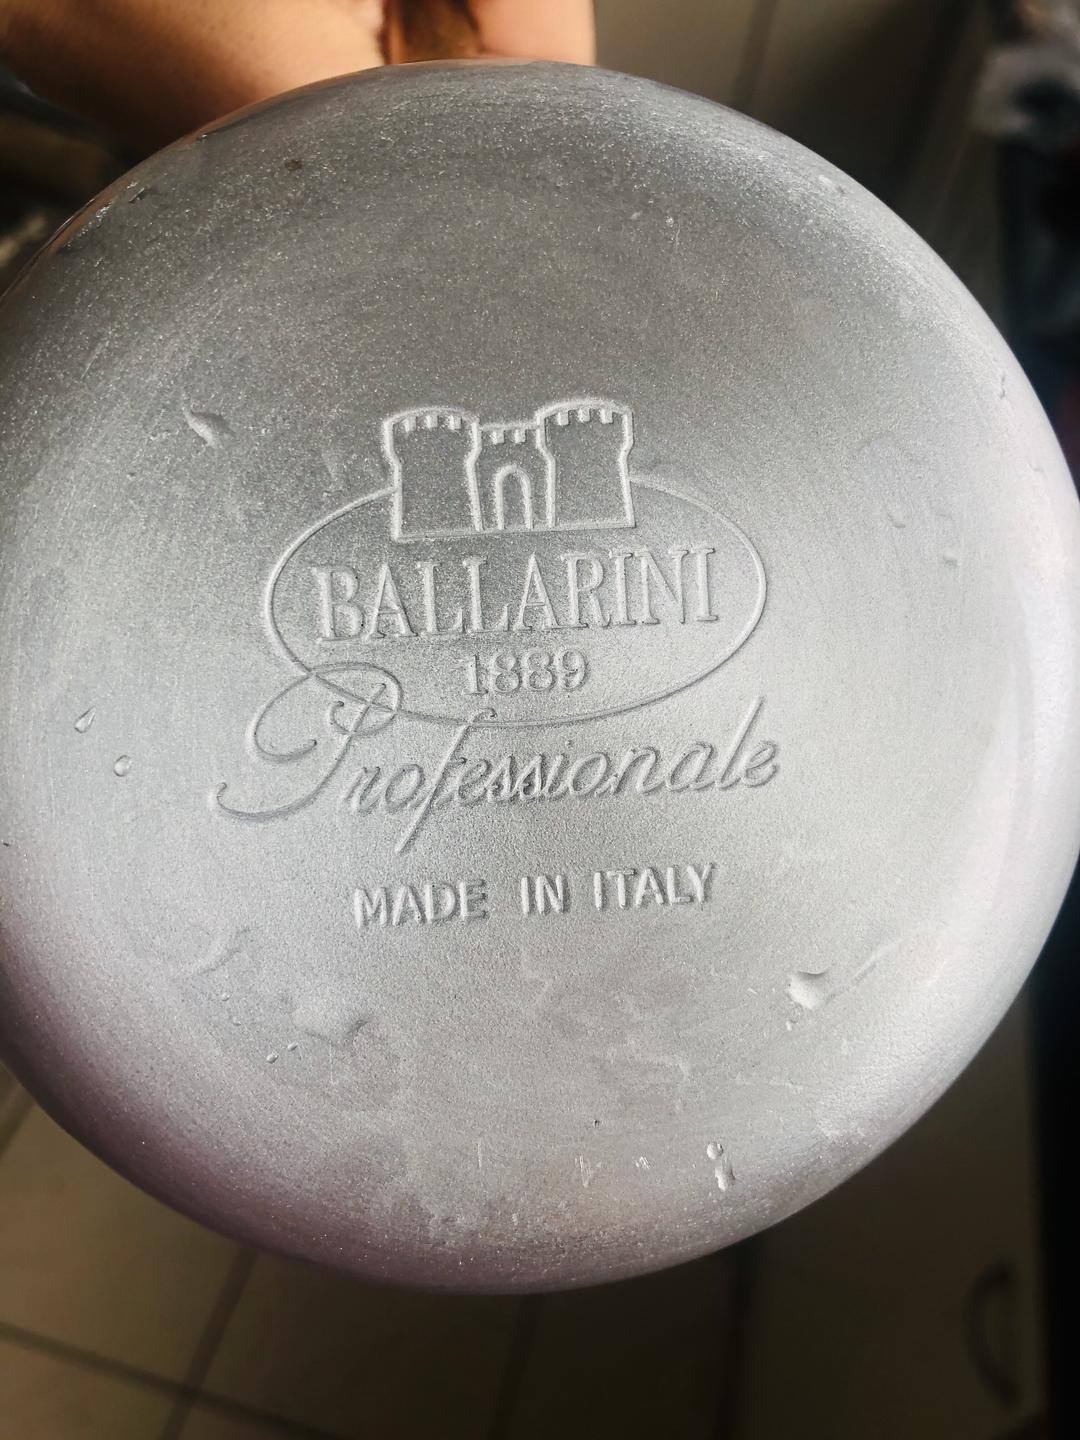 BALLARINI
1889
Professionale
MADE IN ITALY